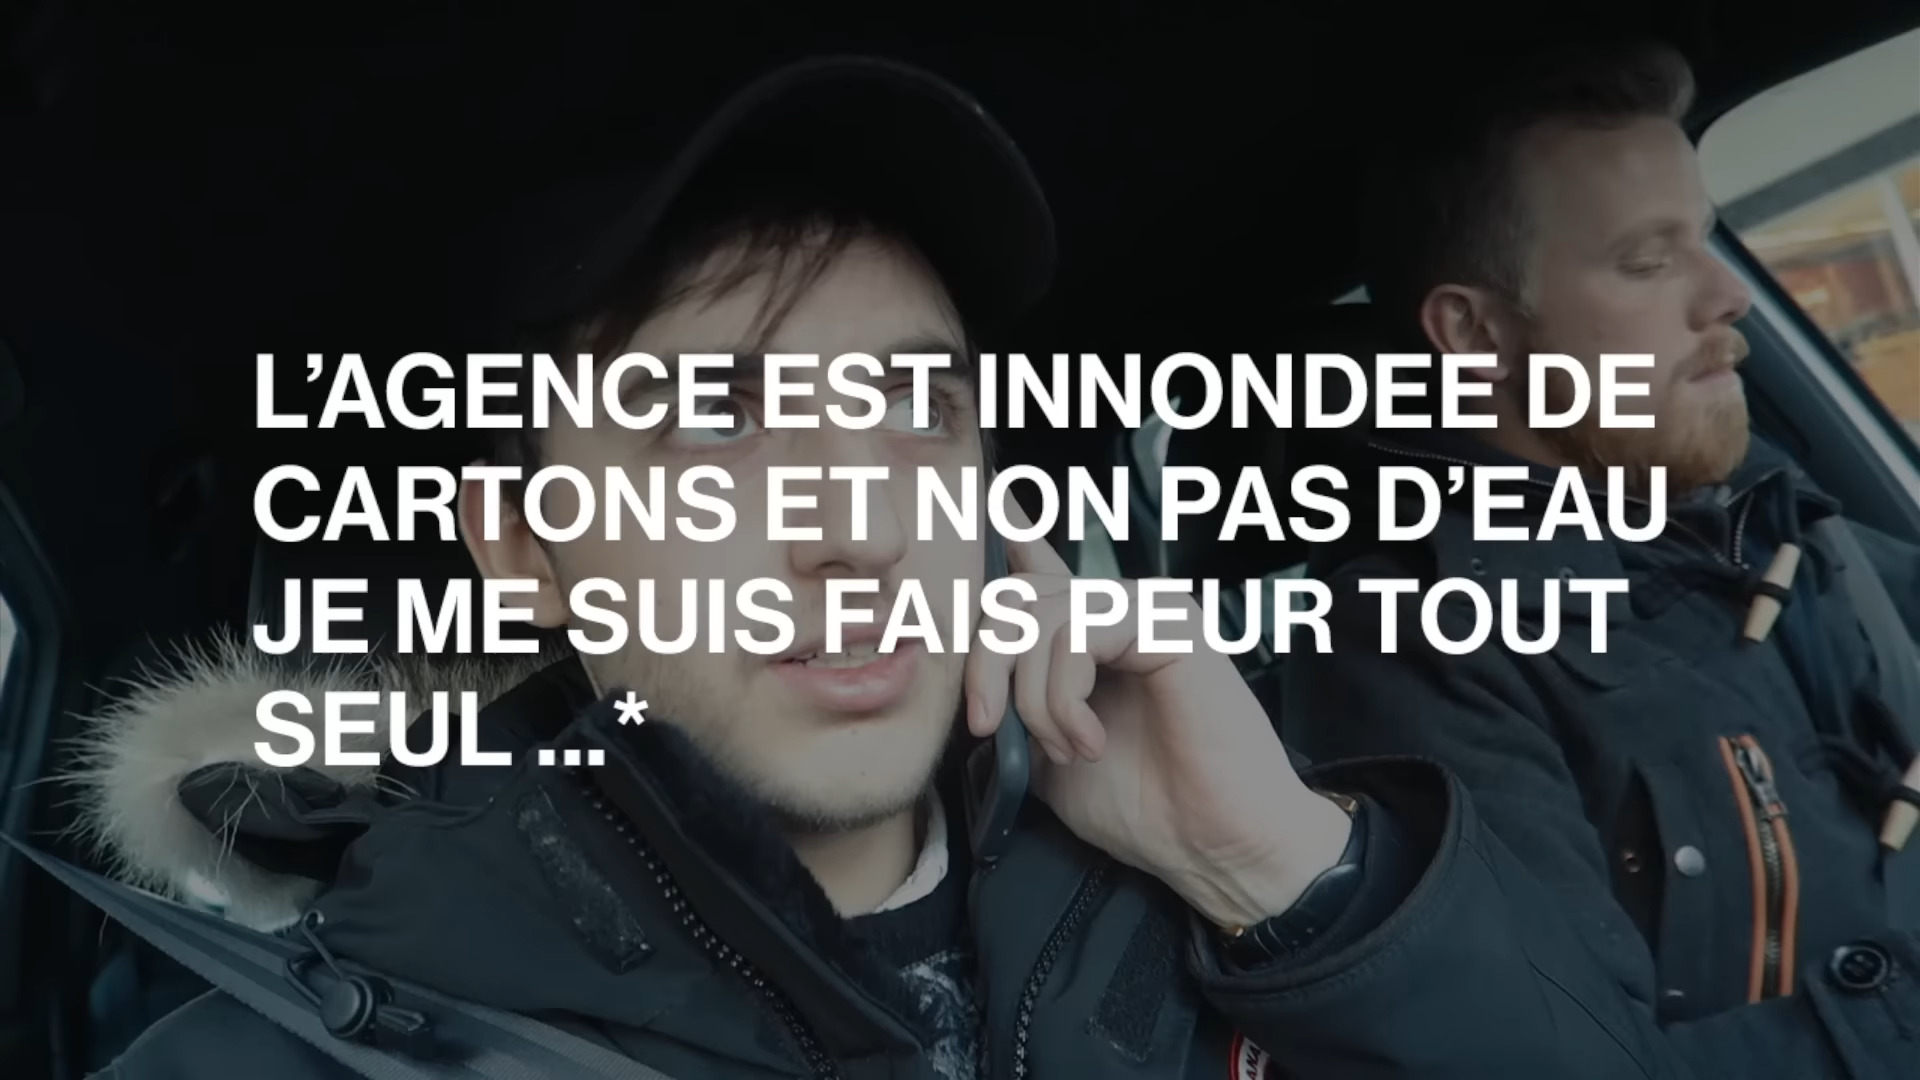 L’AGENCE EST INNONDEE DE
CARTONS ET NON PAS D’EAU
JE ME SUIS FAIS PEUR TOUT
SEUL ...*